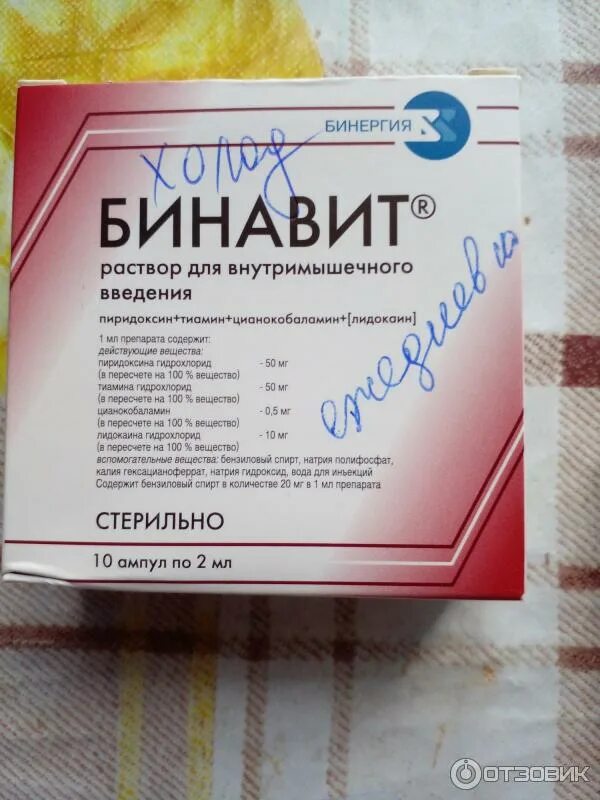 БИНЕРГИЯ
холод
БИНАВИТ®
раствор для внутримышечного
введения
пиридоксин+тиамин+цианокобаламин+[лидокаин]
1 мл препарата содержит:
действующие вещества:
пиридоксина гидрохлорид - 50 мг
(в пересчете на 100 % вещество)
тиамина гидрохлорид - 50 мг
(в пересчете на 100 % вещество)
цианокобаламин - 0,5 мг
(в пересчете на 100 % вещество)
лидокаина гидрохлорид - 10 мг
(в пересчете на 100 % вещество)
вспомогательные вещества: бензиловый спирт, натрия полифосфат,
калия гексацианоферрат, натрия гидроксид, вода для инъекций
Содержит бензиловый спирт в количестве 20 мг в 1 мл препарата
ежедневно
СТЕРИЛЬНО
10 ампул по 2 мл
ОТЗОВИК